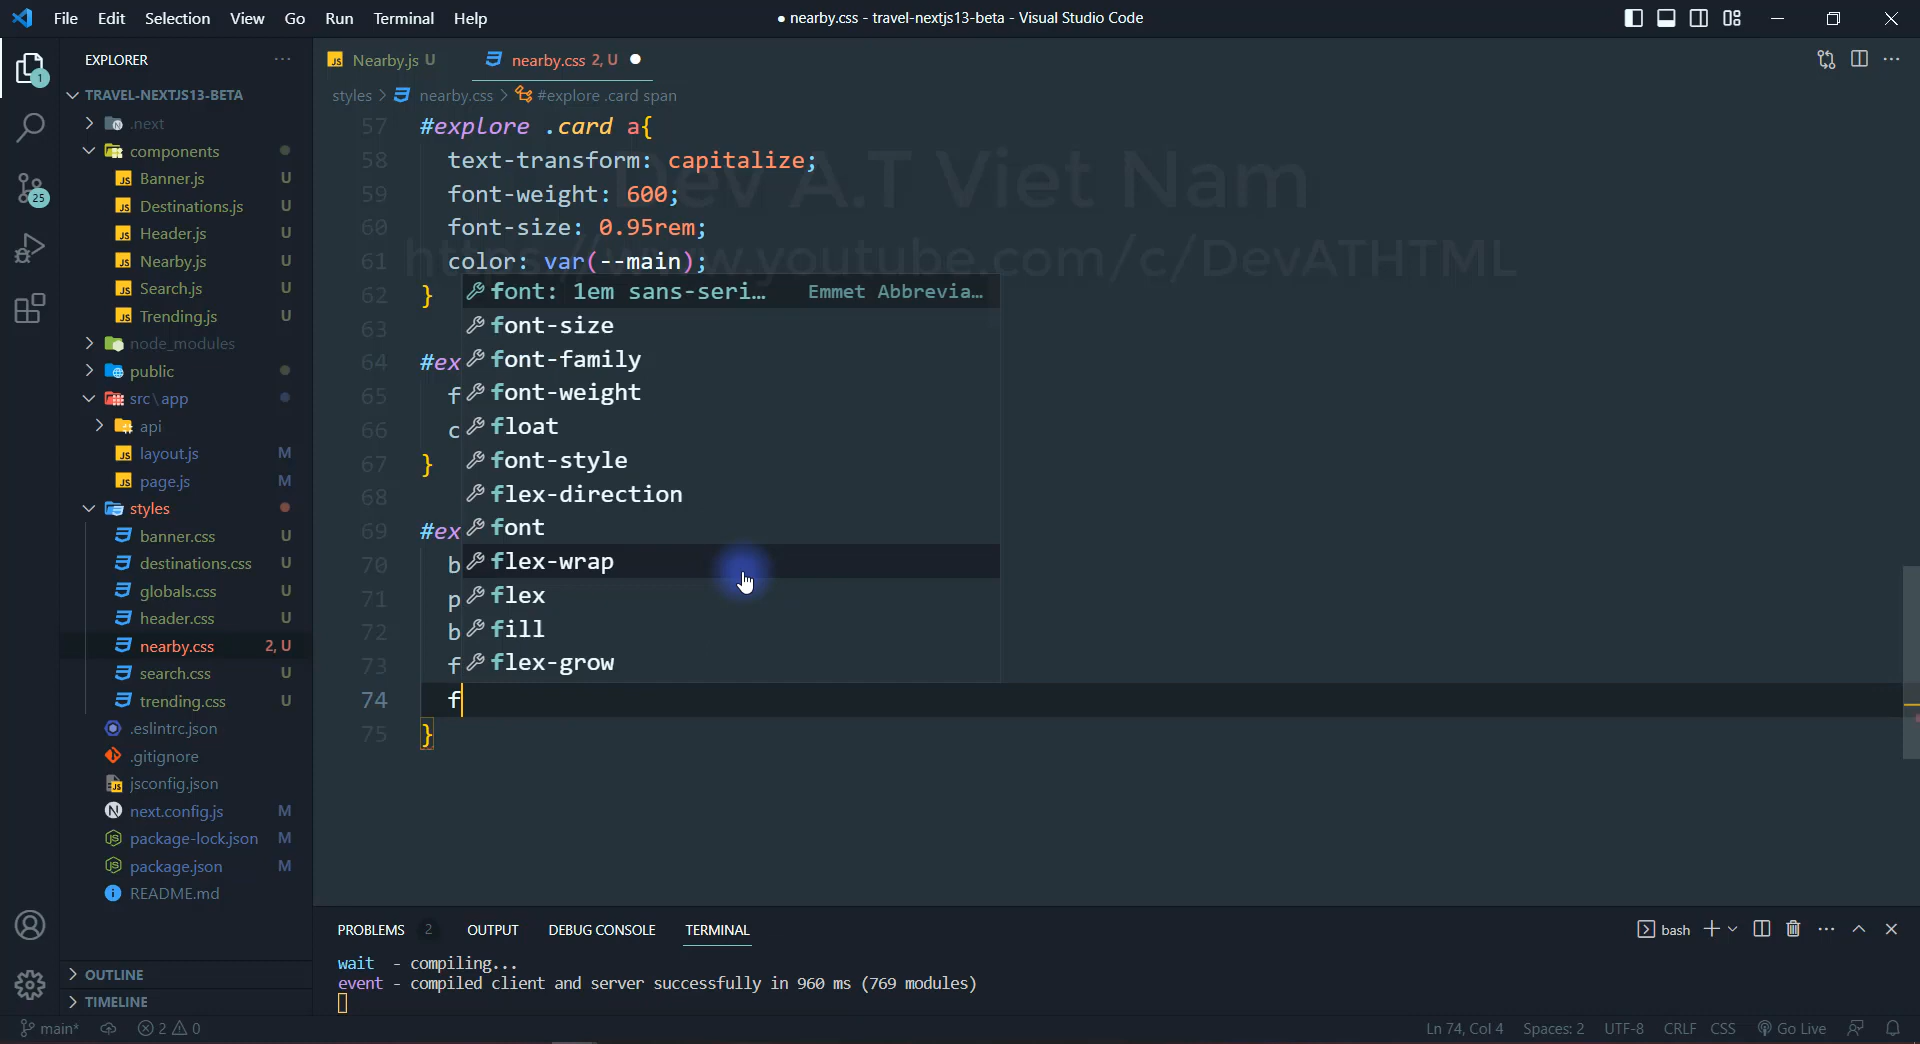 File Edit Selection View Go Run Terminal Help
● nearby.css - travel-nextjs13-beta - Visual Studio Code
EXPLORER
Nearby.js U
nearby.css 2, U
TRAVEL-NEXTJS13-BETA
styles > nearby.css > #explore .card span
.next
components
Banner.js U
Destinations.js U
Header.js U
Nearby.js U
Search.js U
Trending.js U
node_modules
public
src\app
api
layout.js M
page.js M
styles
banner.css U
destinations.css U
globals.css U
header.css U
nearby.css 2, U
search.css U
trending.css U
.eslintrc.json
.gitignore
jsconfig.json
next.config.js M
package-lock.json M
package.json M
README.md
OUTLINE
TIMELINE
1
25
Dev A.T Viet Nam
https://www.youtube.com/c/DevATHTML
57 #explore .card a{
58 text-transform: capitalize;
59 font-weight: 600;
60 font-size: 0.95rem;
61 color: var(--main);
62 }
63
64 #ex
65 f
66 c
67 }
68
69 #ex
70 b
71 p
72 b
73 f
74 f
75 }
font: 1em sans-seri… Emmet Abbrevia…
font-size
font-family
font-weight
float
font-style
flex-direction
font
flex-wrap
flex
fill
flex-grow
PROBLEMS 2 OUTPUT DEBUG CONSOLE TERMINAL
bash
wait - compiling...
event - compiled client and server successfully in 960 ms (769 modules)
main* 2 0
Ln 74, Col 4 Spaces: 2 UTF-8 CRLF CSS Go Live